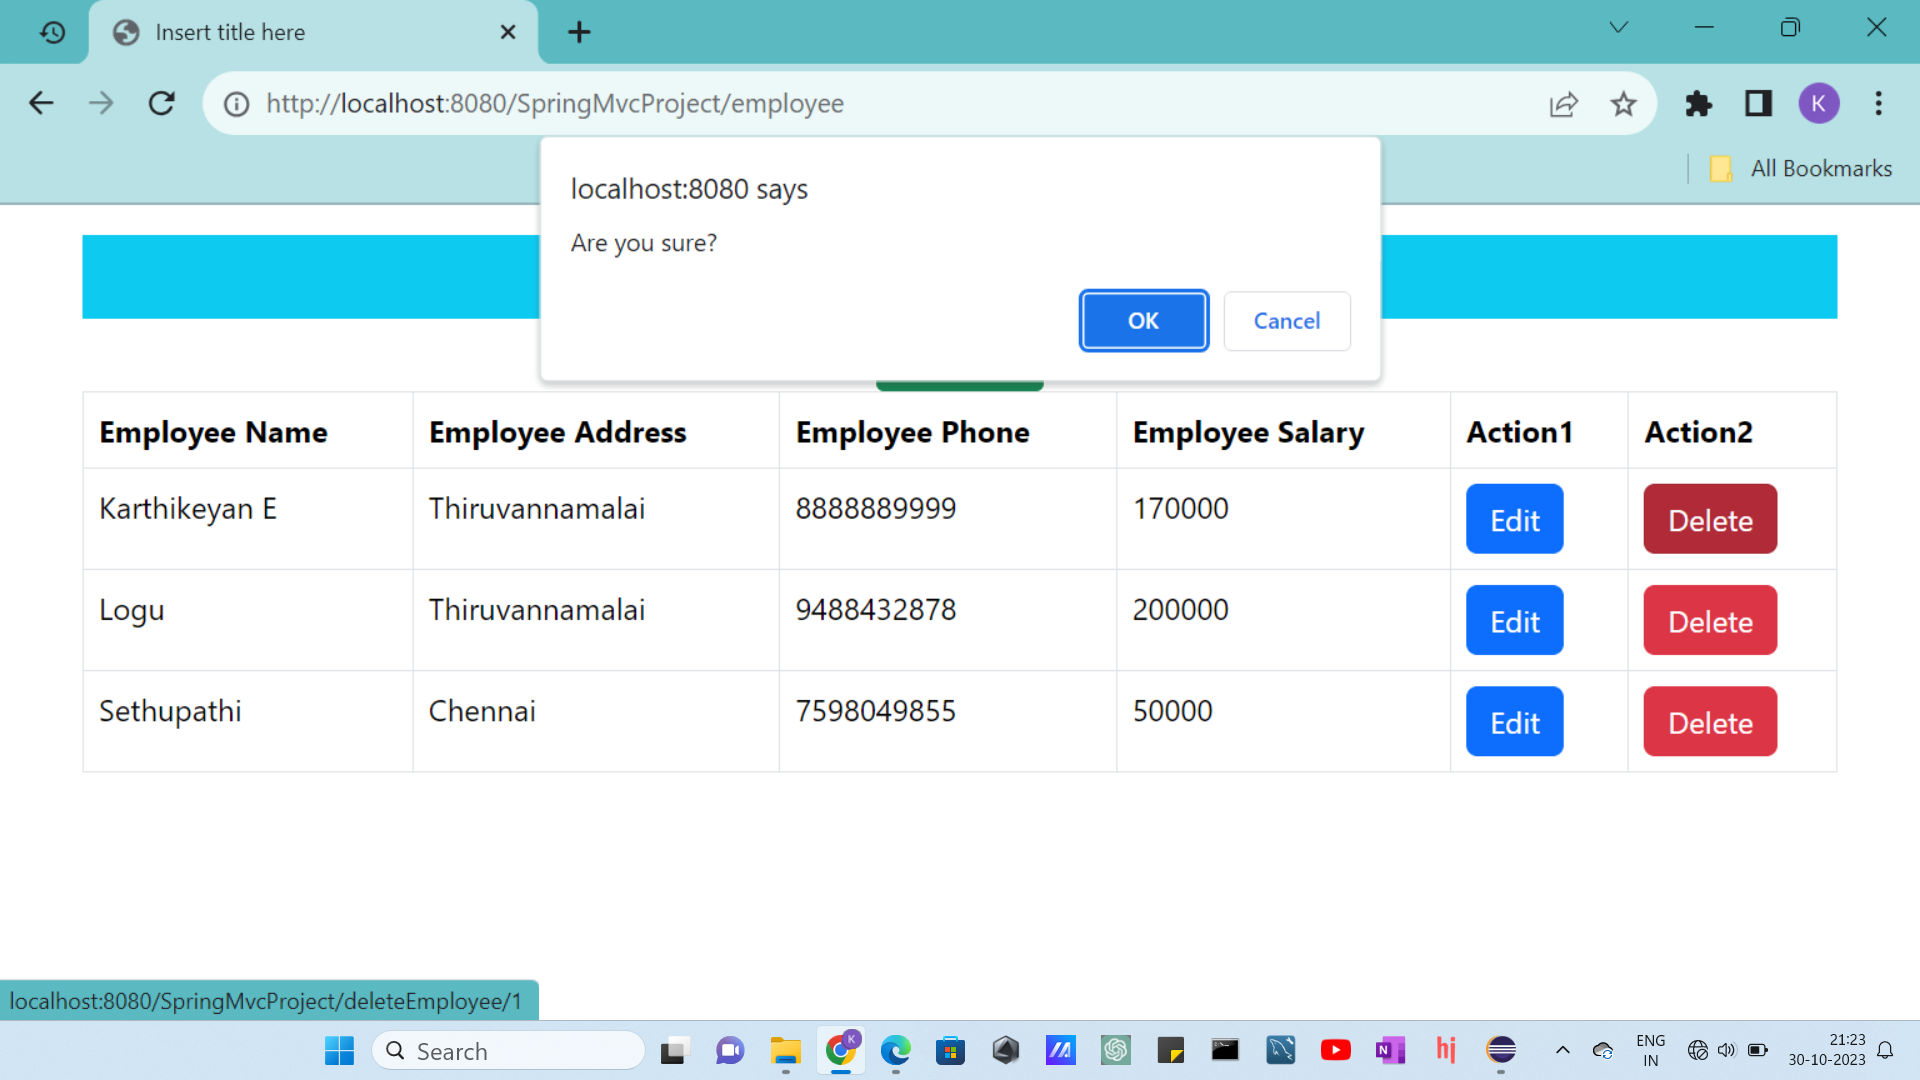 Insert title here
http://localhost:8080/SpringMvcProject/employee
K
All Bookmarks
localhost:8080 says
Are you sure?
OK Cancel
Employee Name Employee Address Employee Phone Employee Salary Action1 Action2
Karthikeyan E Thiruvannamalai 8888889999 170000 Edit Delete
Logu Thiruvannamalai 9488432878 200000 Edit Delete
Sethupathi Chennai 7598049855 50000 Edit Delete
localhost:8080/SpringMvcProject/deleteEmployee/1
Search
K
N
hj
ENG
IN
21:23
30-10-2023